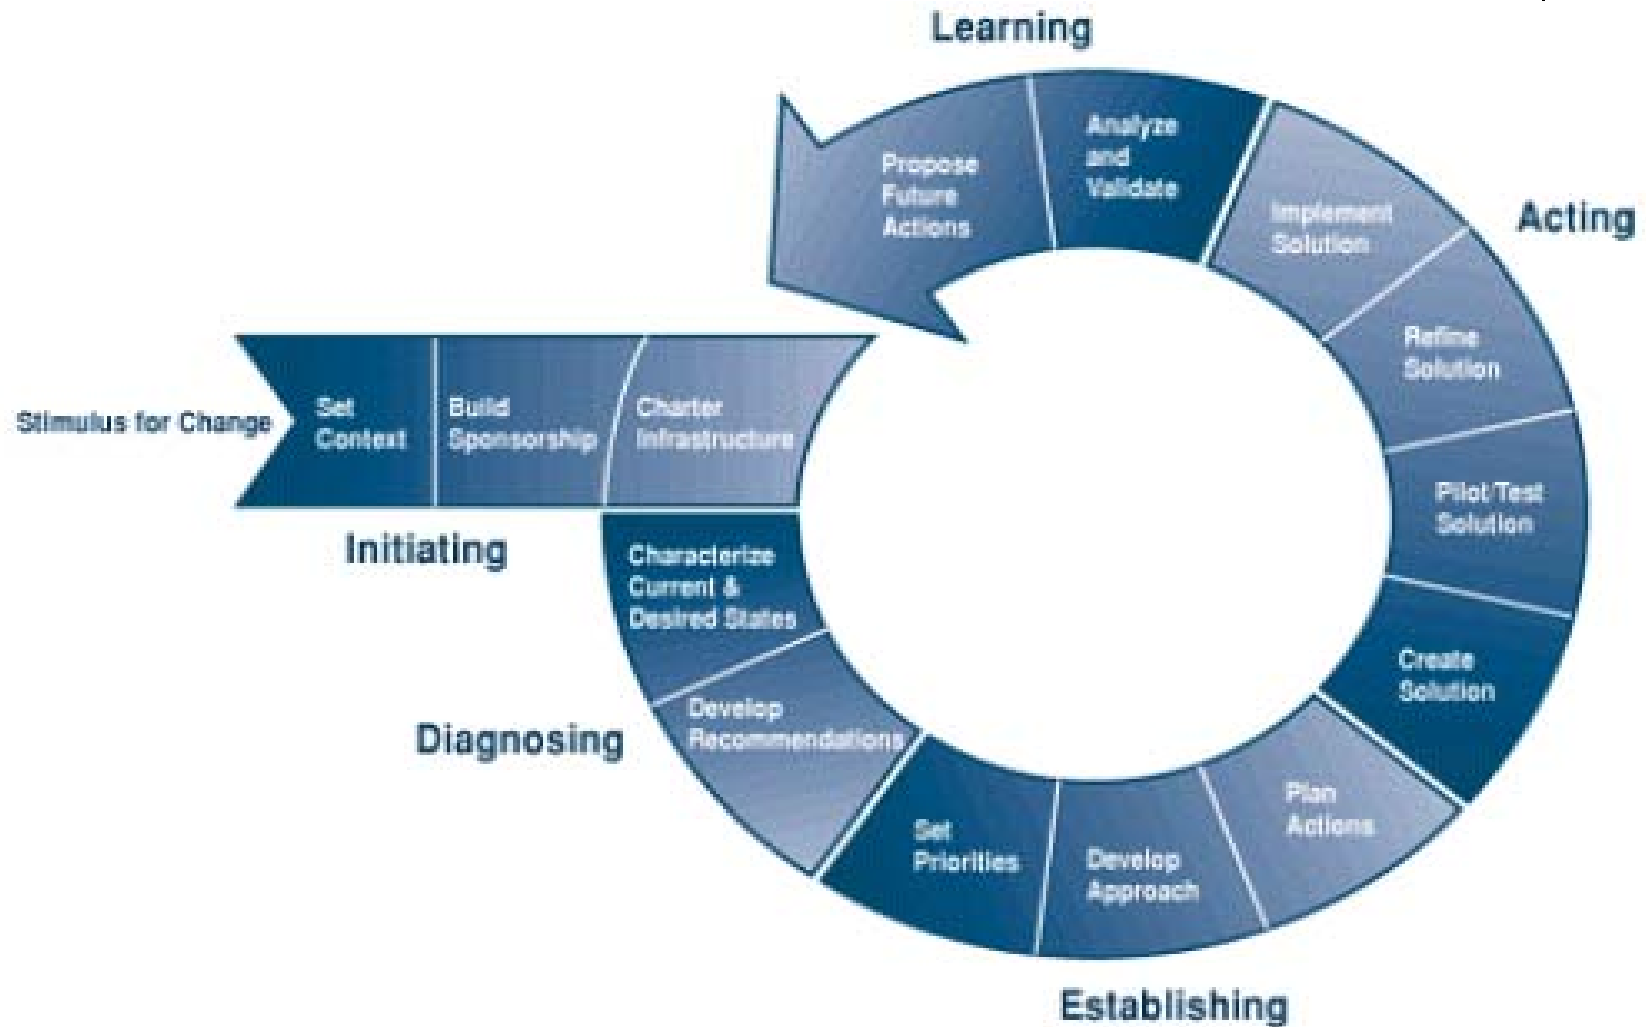 Learning
Propose
Future
Actions
Analyze
and
Validate
Implement
Solution
Acting
Refine
Solution
Pilot/Test
Solution
Create
Solution
Stimulus for Change
Set
Context
Build
Sponsorship
Charter
Infrastructure
Initiating
Characterize
Current &
Desired States
Diagnosing
Develop
Recommendations
Set
Priorities
Develop
Approach
Plan
Actions
Establishing